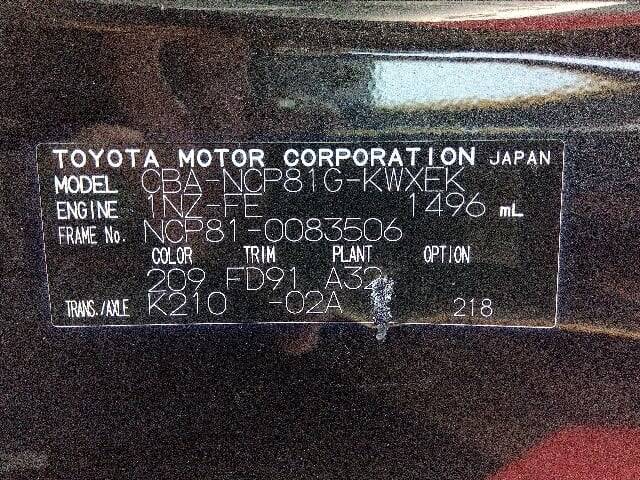 TOYOTA MOTOR CORPORATION JAPAN
MODEL CBA-NCP81G-KWXEK
ENGINE 1NZ-FE 1496 mL
FRAME No. NCP81-0083506
COLOR TRIM PLANT OPTION
209 FD91 A32
TRANS./AXLE K210 -02A 218